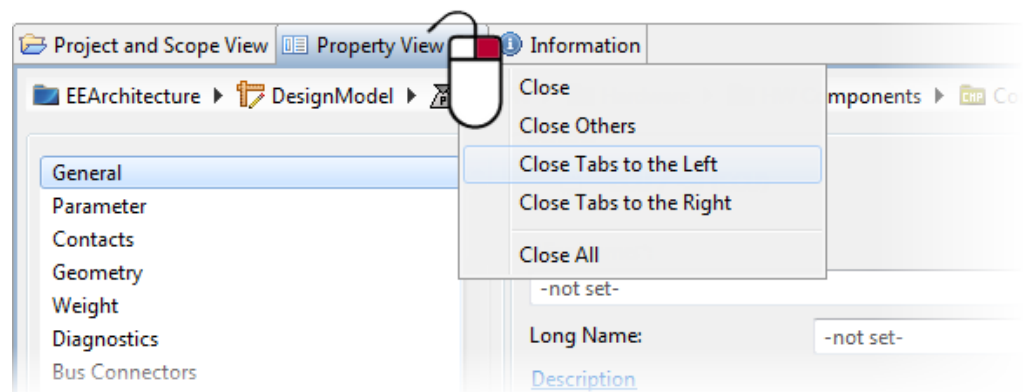 Project and Scope View Property View Information
EEArchitecture DesignModel mponents CMP Co
Close
Close Others
Close Tabs to the Left
Close Tabs to the Right
Close All
General
Parameter
Contacts
Geometry
Weight
Diagnostics
Bus Connectors
-not set-
Long Name: -not set-
Description